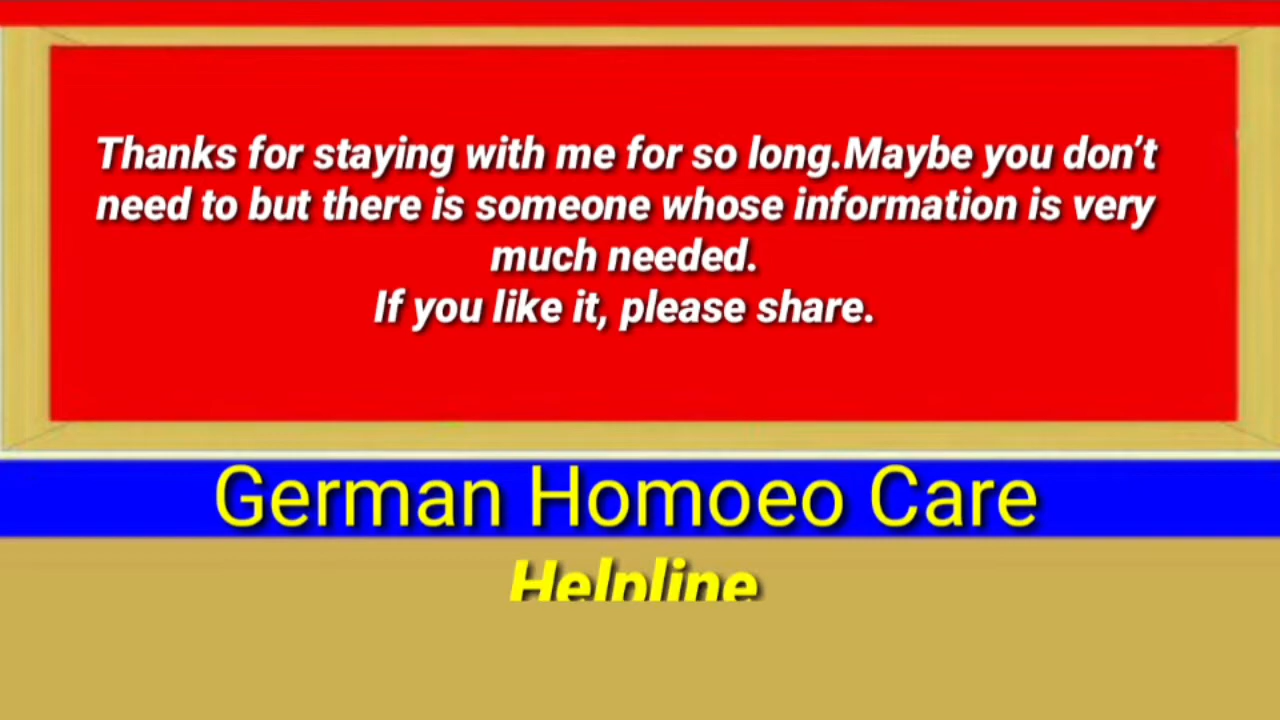 Thanks for staying with me for so long.Maybe you don’t
need to but there is someone whose information is very
much needed.
If you like it, please share.
German Homoeo Care
Helpline